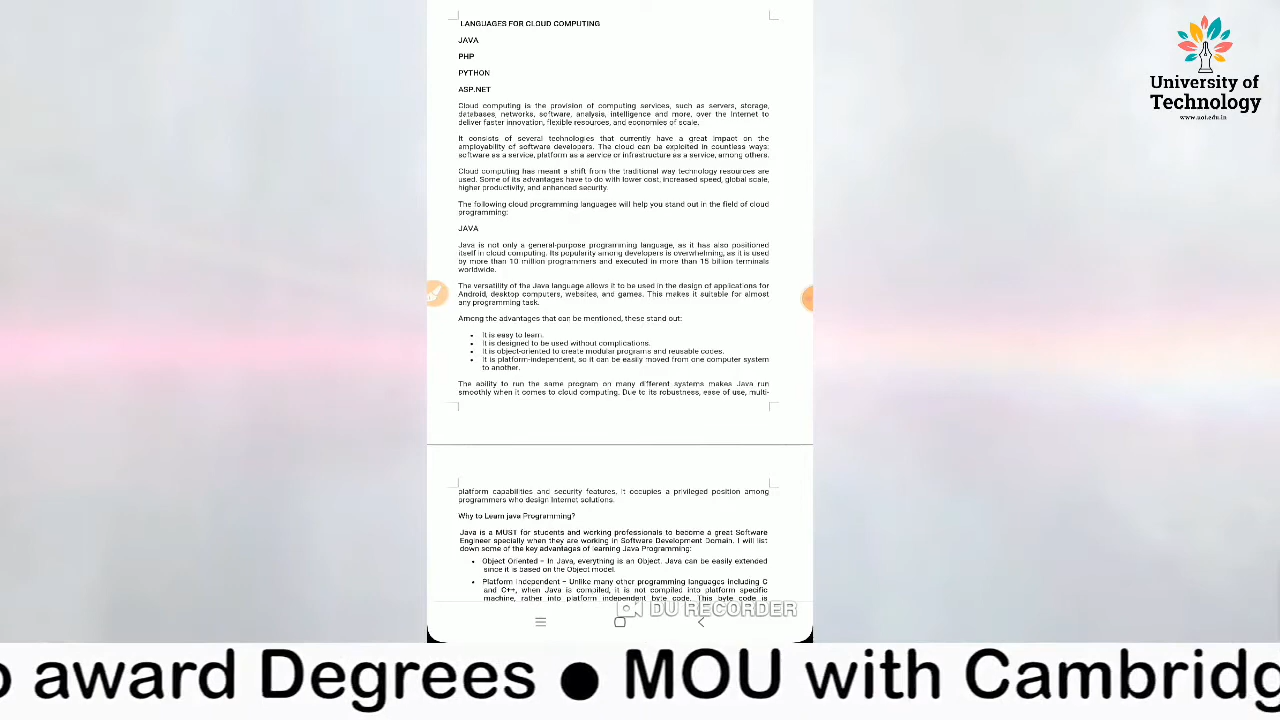 LANGUAGES FOR CLOUD COMPUTING
JAVA
PHP
PYTHON
ASP.NET
Cloud computing is the provision of computing services, such as servers, storage,
databases, networks, software, analysis, intelligence and more, over the Internet to
deliver faster innovation, flexible resources, and economies of scale.
It consists of several technologies that currently have a great impact on the
employability of software developers. The cloud can be exploited in countless ways:
software as a service, platform as a service or infrastructure as a service, among others.
Cloud computing has meant a shift from the traditional way technology resources are
used. Some of its advantages have to do with lower cost, increased speed, global scale,
higher productivity, and enhanced security.
The following cloud programming languages will help you stand out in the field of cloud
programming:
JAVA
Java is not only a general-purpose programming language, as it has also positioned
itself in cloud computing. Its popularity among developers is overwhelming, as it is used
by more than 10 million programmers and executed in more than 15 billion terminals
worldwide.
The versatility of the Java language allows it to be used in the design of applications for
Android, desktop computers, websites, and games. This makes it suitable for almost
any programming task.
Among the advantages that can be mentioned, these stand out:
• It is easy to learn.
• It is designed to be used without complications.
• It is object-oriented to create modular programs and reusable codes.
• It is platform-independent, so it can be easily moved from one computer system
to another.
The ability to run the same program on many different systems makes Java run
smoothly when it comes to cloud computing. Due to its robustness, ease of use, multi-
platform capabilities and security features, it occupies a privileged position among
programmers who design Internet solutions.
Why to Learn java Programming?
Java is a MUST for students and working professionals to become a great Software
Engineer specially when they are working in Software Development Domain. I will list
down some of the key advantages of learning Java Programming:
• Object Oriented − In Java, everything is an Object. Java can be easily extended
since it is based on the Object model.
• Platform Independent − Unlike many other programming languages including C
and C++, when Java is compiled, it is not compiled into platform specific
machine, rather into platform independent byte code. This byte code is
DU RECORDER
University of
Technology
www.uot.edu.in
o award Degrees ● MOU with Cambridg